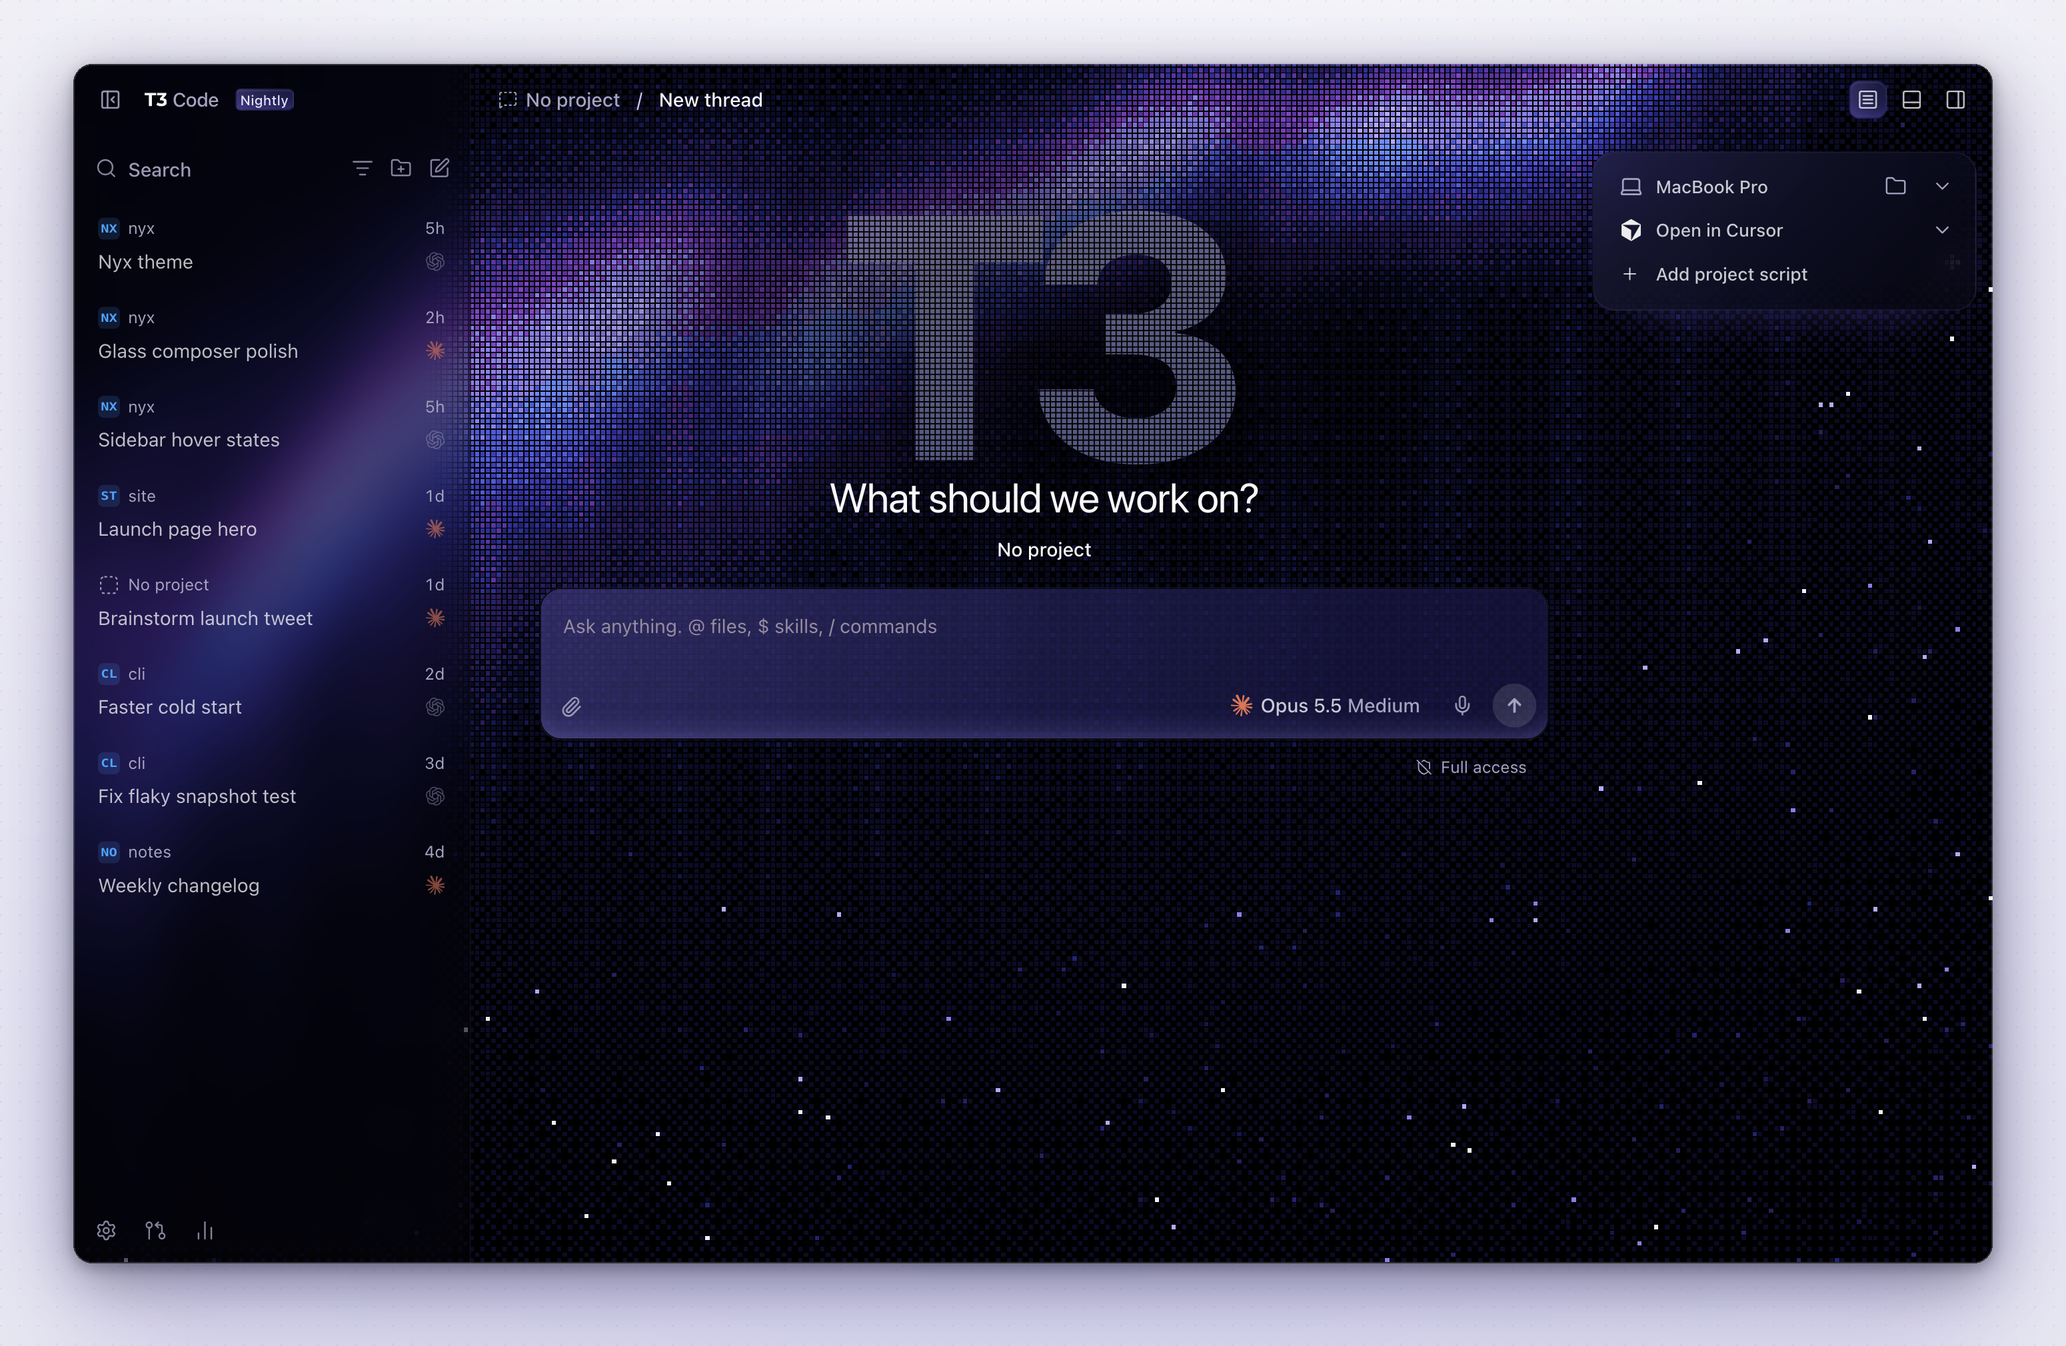 T3 Code Nightly
No project / New thread
Search
NX nyx 5h
Nyx theme
NX nyx 2h
Glass composer polish
NX nyx 5h
Sidebar hover states
ST site 1d
Launch page hero
No project 1d
Brainstorm launch tweet
CL cli 2d
Faster cold start
CL cli 3d
Fix flaky snapshot test
NO notes 4d
Weekly changelog
MacBook Pro
Open in Cursor
+ Add project script
T3
What should we work on?
No project
Ask anything. @ files, $ skills, / commands
Opus 5.5 Medium
Full access